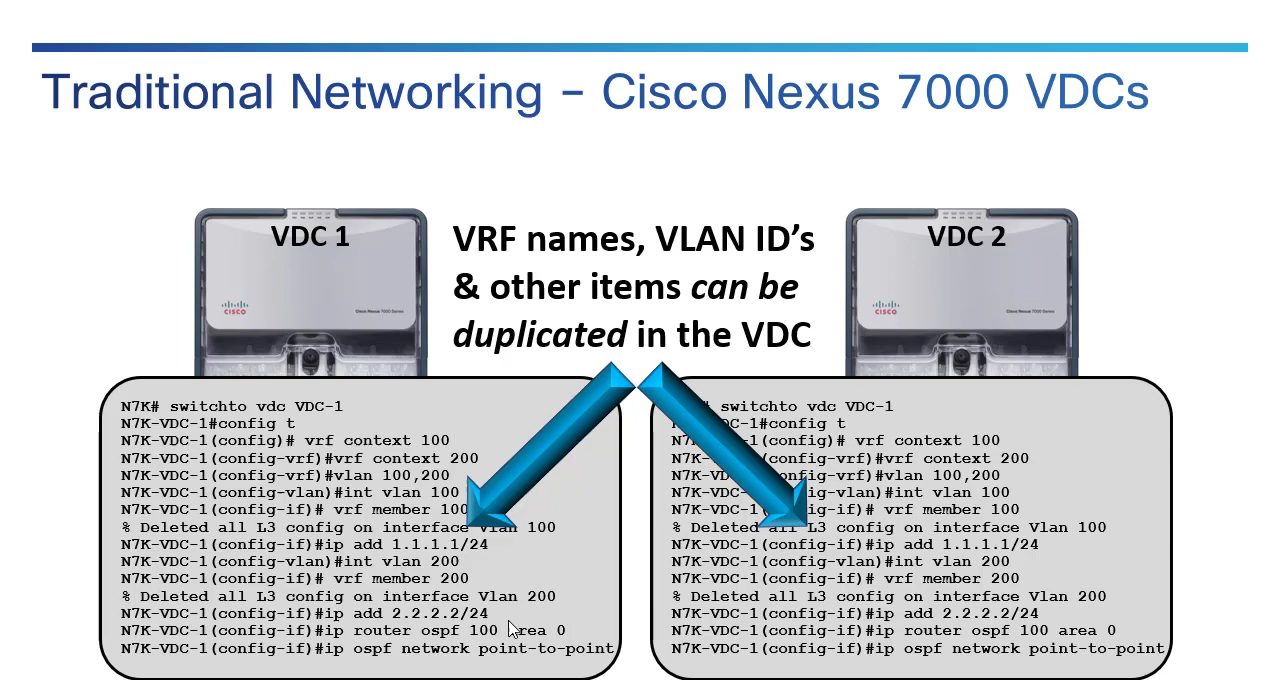 Traditional Networking – Cisco Nexus 7000 VDCs
VDC 1
CISCO
Cisco Nexus 7000 Series
VRF names, VLAN ID’s
& other items can be
duplicated in the VDC
VDC 2
CISCO
Cisco Nexus 7000 Series
N7K# switchto vdc VDC-1
N7K-VDC-1#config t
N7K-VDC-1(config)# vrf context 100
N7K-VDC-1(config-vrf)#vrf context 200
N7K-VDC-1(config-vrf)#vlan 100,200
N7K-VDC-1(config-vlan)#int vlan 100
N7K-VDC-1(config-if)# vrf member 100
% Deleted all L3 config on interface Vlan 100
N7K-VDC-1(config-if)#ip add 1.1.1.1/24
N7K-VDC-1(config-vlan)#int vlan 200
N7K-VDC-1(config-if)# vrf member 200
% Deleted all L3 config on interface Vlan 200
N7K-VDC-1(config-if)#ip add 2.2.2.2/24
N7K-VDC-1(config-if)#ip router ospf 100 area 0
N7K-VDC-1(config-if)#ip ospf network point-to-point
# switchto vdc VDC-1
DC-1#config t
N7K-1(config)# vrf context 100
N7K-VDC-1(config-vrf)#vrf context 200
N7K-VDC-1(config-vrf)#vlan 100,200
N7K-VDC-1(config-vlan)#int vlan 100
N7K-VDC-1(config-if)# vrf member 100
% Deleted all L3 config on interface Vlan 100
N7K-VDC-1(config-if)#ip add 1.1.1.1/24
N7K-VDC-1(config-vlan)#int vlan 200
N7K-VDC-1(config-if)# vrf member 200
% Deleted all L3 config on interface Vlan 200
N7K-VDC-1(config-if)#ip add 2.2.2.2/24
N7K-VDC-1(config-if)#ip router ospf 100 area 0
N7K-VDC-1(config-if)#ip ospf network point-to-point